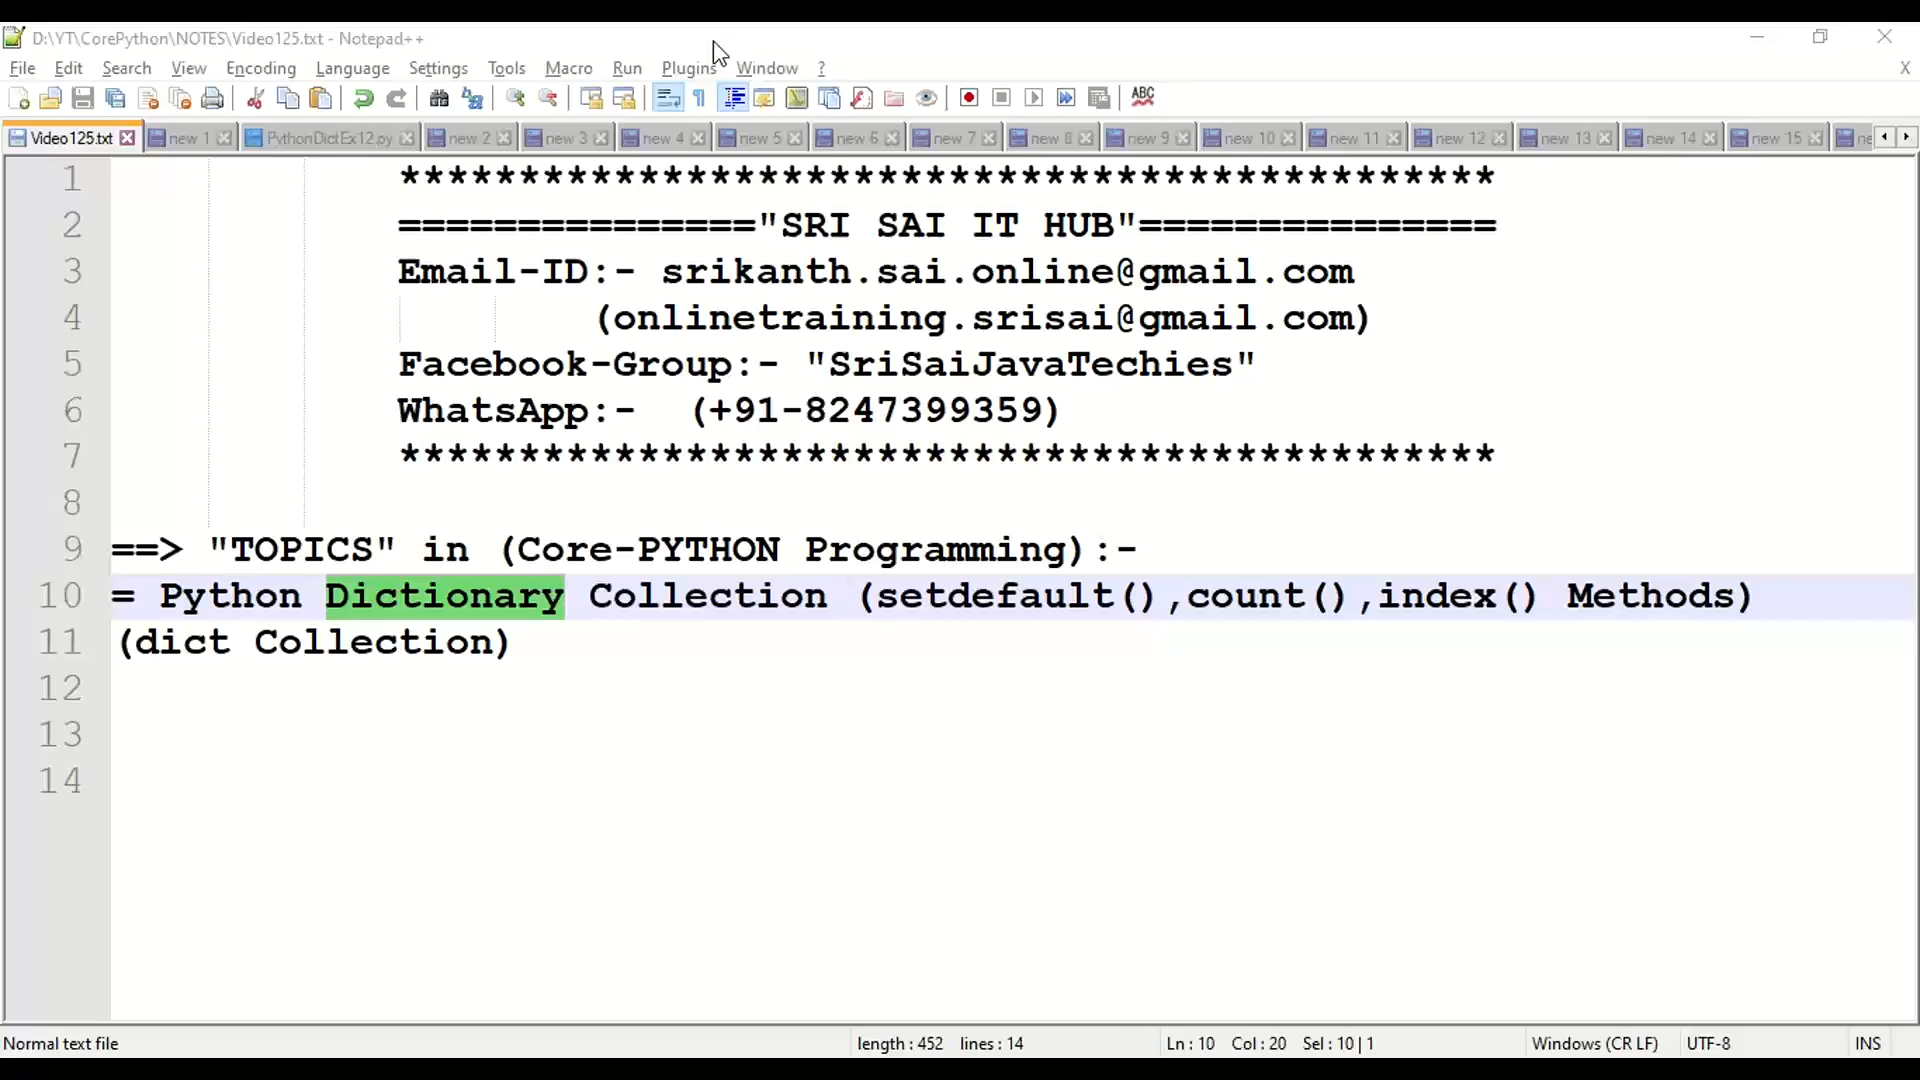 D:\YT\CorePython\NOTES\Video125.txt - Notepad++
File Edit Search View Encoding Language Settings Tools Macro Run Plugins Window ?
X
ABC
Video125.txt new 1 PythonDictEx12.py new 2 new 3 new 4 new 5 new 6 new 7 new 8 new 9 new 10 new 11 new 12 new 13 new 14 new 15 ne
1 **********************************************
2 ==============="SRI SAI IT HUB"===============
3 Email-ID:- srikanth.sai.online@gmail.com
4 (onlinetraining.srisai@gmail.com)
5 Facebook-Group:- "SriSaiJavaTechies"
6 WhatsApp:- (+91-8247399359)
7 **********************************************
8
9 ==> "TOPICS" in (Core-PYTHON Programming):-
10 = Python Dictionary Collection (setdefault(),count(),index() Methods)
11 (dict Collection)
12
13
14
Normal text file length : 452 lines : 14 Ln : 10 Col : 20 Sel : 10 | 1 Windows (CR LF) UTF-8 INS